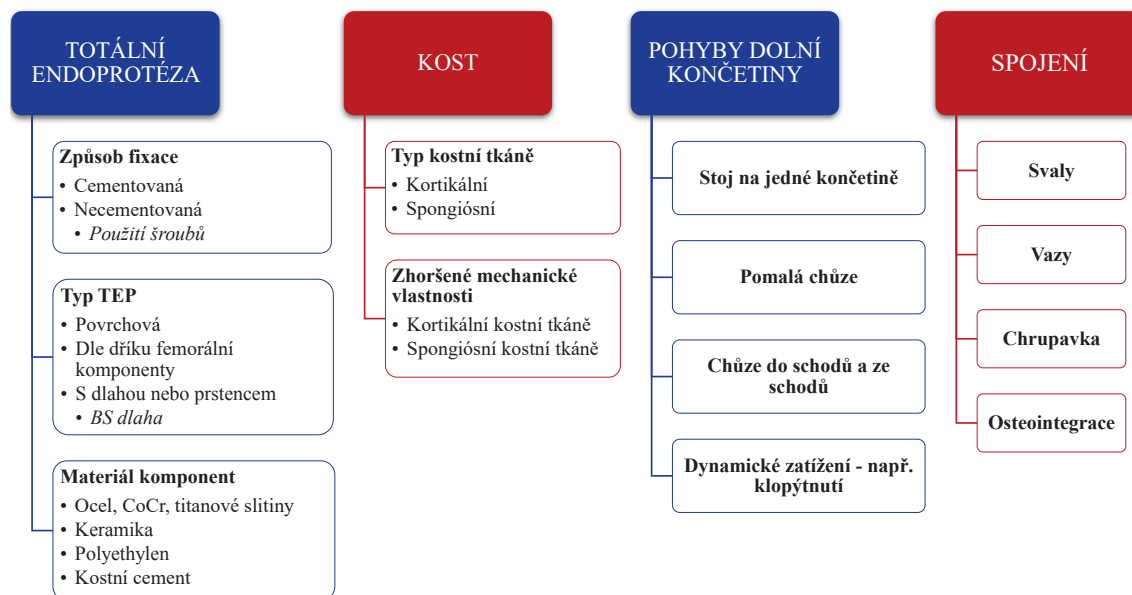 TOTÁLNÍ
ENDOPROTÉZA
Způsob fixace
• Cementovaná
• Necementovaná
• Použití šroubů
Typ TEP
• Povrchová
• Dle dříku femorální
komponenty
• S dlahou nebo prstencem
• BS dlaha
Materiál komponent
• Ocel, CoCr, titanové slitiny
• Keramika
• Polyethylen
• Kostní cement
KOST
Typ kostní tkáně
• Kortikální
• Spongiósní
Zhoršené mechanické
vlastnosti
• Kortikální kostní tkáně
• Spongiósní kostní tkáně
POHYBY DOLNÍ
KONČETINY
Stoj na jedné končetině
Pomalá chůze
Chůze do schodů a ze
schodů
Dynamické zatížení - např.
klopýtnutí
SPOJENÍ
Svaly
Vazy
Chrupavka
Osteointegrace